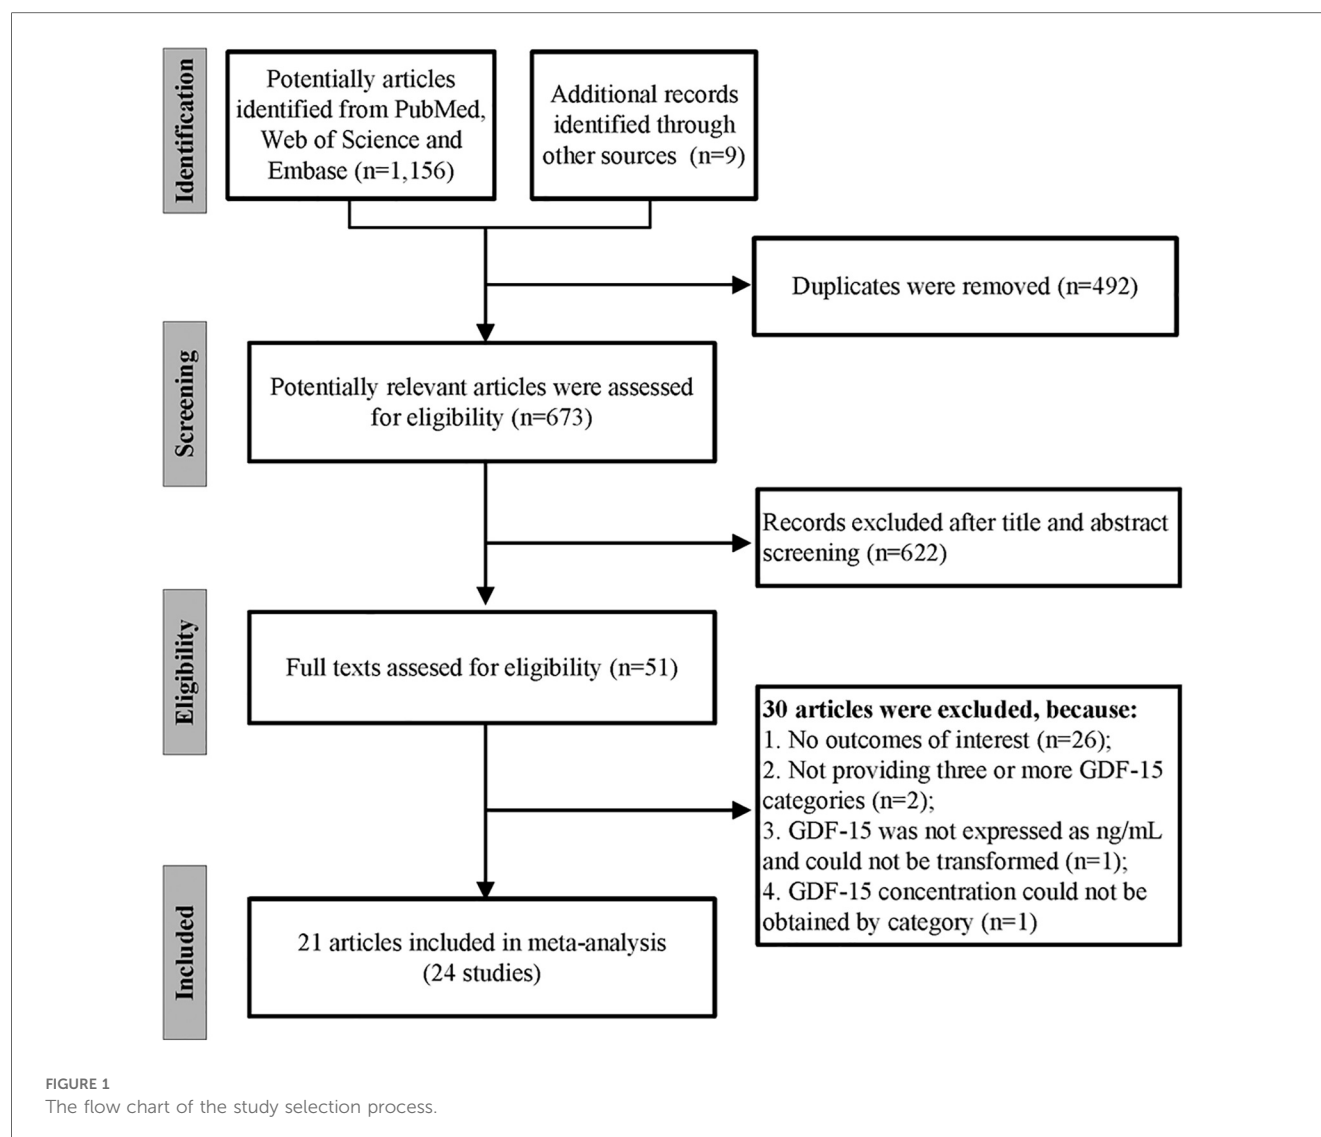 Identification
Potentially articles
identified from PubMed,
Web of Science and
Embase (n=1,156)
Additional records
identified through
other sources (n=9)
Duplicates were removed (n=492)
Screening
Potentially relevant articles were assessed
for eligibility (n=673)
Records excluded after title and abstract
screening (n=622)
Eligibility
Full texts assesed for eligibility (n=51)
30 articles were excluded, because:
1. No outcomes of interest (n=26);
2. Not providing three or more GDF-15
categories (n=2);
3. GDF-15 was not expressed as ng/mL
and could not be transformed (n=1);
4. GDF-15 concentration could not be
obtained by category (n=1)
Included
21 articles included in meta-analysis
(24 studies)
FIGURE 1
The flow chart of the study selection process.